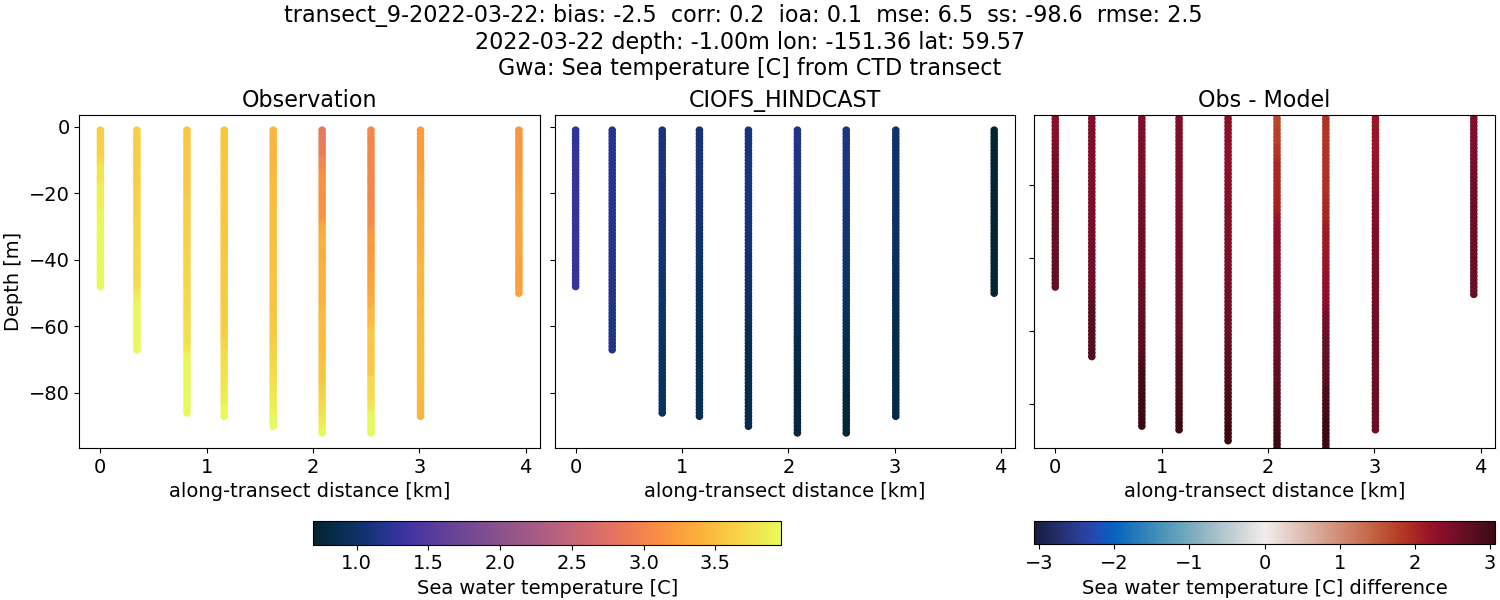 transect_9-2022-03-22: bias: -2.5  corr: 0.2  ioa: 0.1  mse: 6.5  ss: -98.6  rmse: 2.5
2022-03-22 depth: -1.00m lon: -151.36 lat: 59.57
Gwa: Sea temperature [C] from CTD transect
Observation
CIOFS_HINDCAST
Obs - Model
Depth [m]
0
−20
−40
−60
−80
0 1 2 3 4
0 1 2 3 4
0 1 2 3 4
along-transect distance [km]
along-transect distance [km]
along-transect distance [km]
1.0 1.5 2.0 2.5 3.0 3.5
Sea water temperature [C]
−3 −2 −1 0 1 2 3
Sea water temperature [C] difference